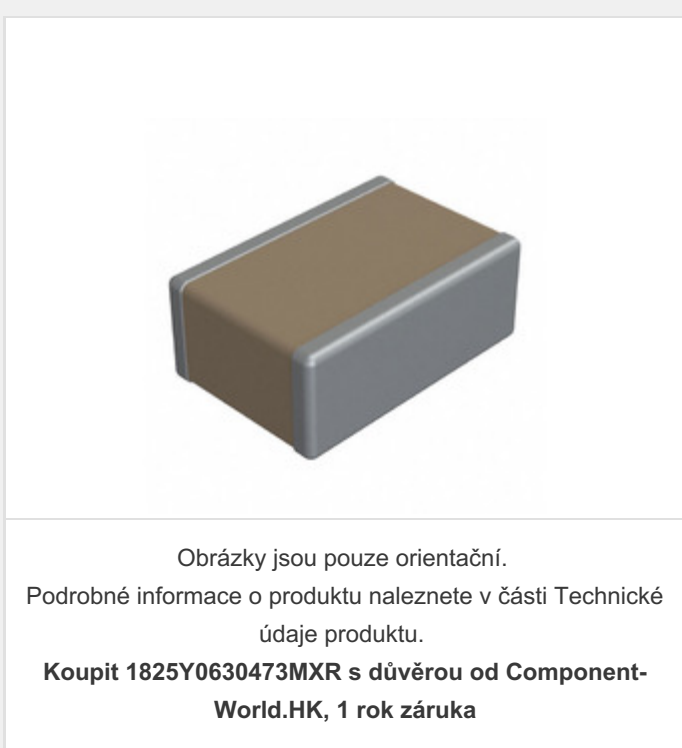 Obrázky jsou pouze orientační.
Podrobné informace o produktu naleznete v části Technické
údaje produktu.
Koupit 1825Y0630473MXR s důvěrou od Component-
World.HK, 1 rok záruka